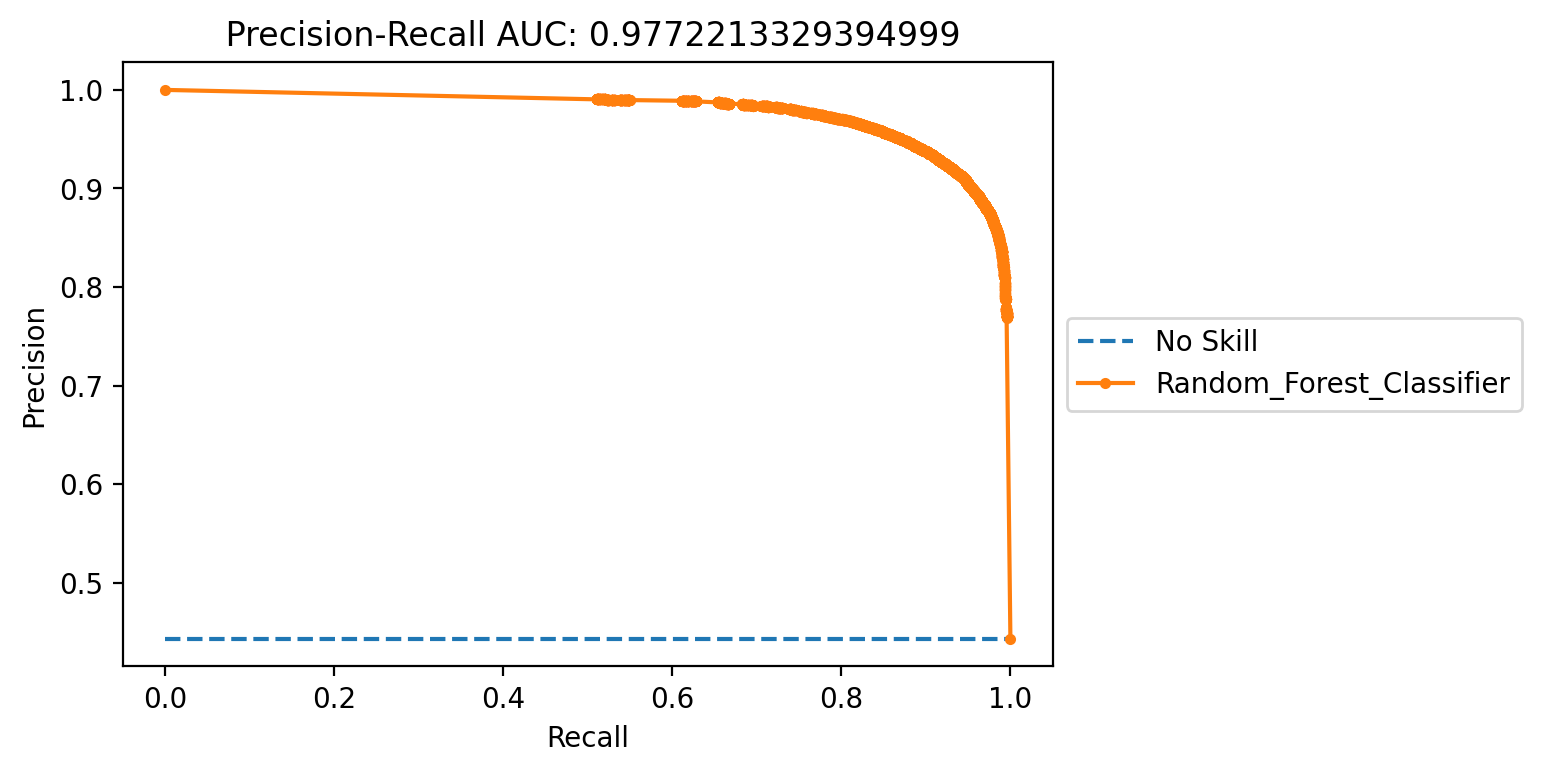 Precision-Recall AUC: 0.9772213329394999
1.0
0.9
0.8
0.7
0.6
0.5
Precision
0.0 0.2 0.4 0.6 0.8 1.0
Recall
No Skill
Random_Forest_Classifier